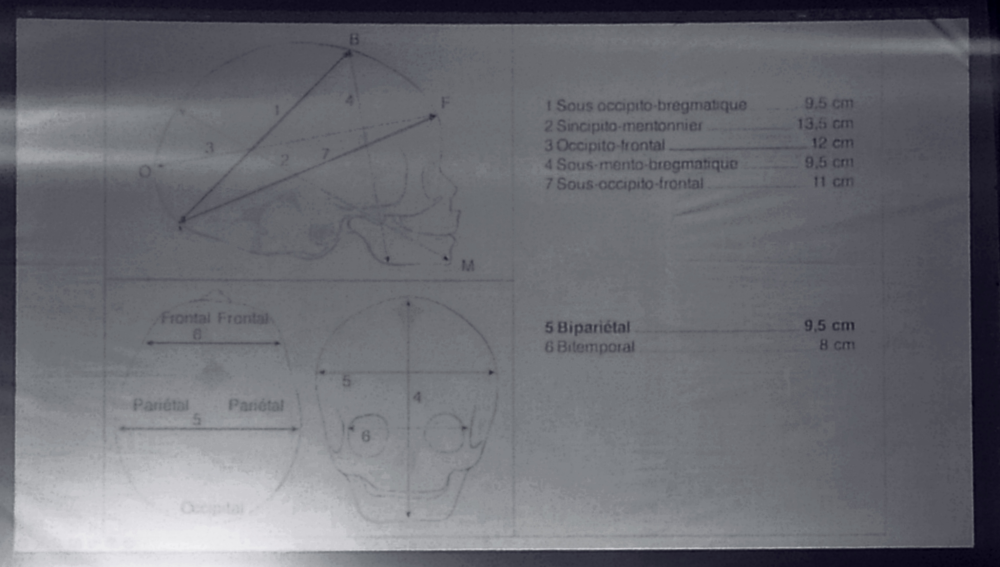 B
F
1
4
3
2
7
O
M
1 Sous occipito-bregmatique 9,5 cm
2 Sincipito-mentonnier 13,5 cm
3 Occipito-frontal 12 cm
4 Sous-mento-bregmatique 9,5 cm
7 Sous-occipito-frontal 11 cm
Frontal Frontal
6
Pariétal Pariétal
5
Occipital
5
4
6
5 Bipariétal 9,5 cm
6 Bitemporal 8 cm